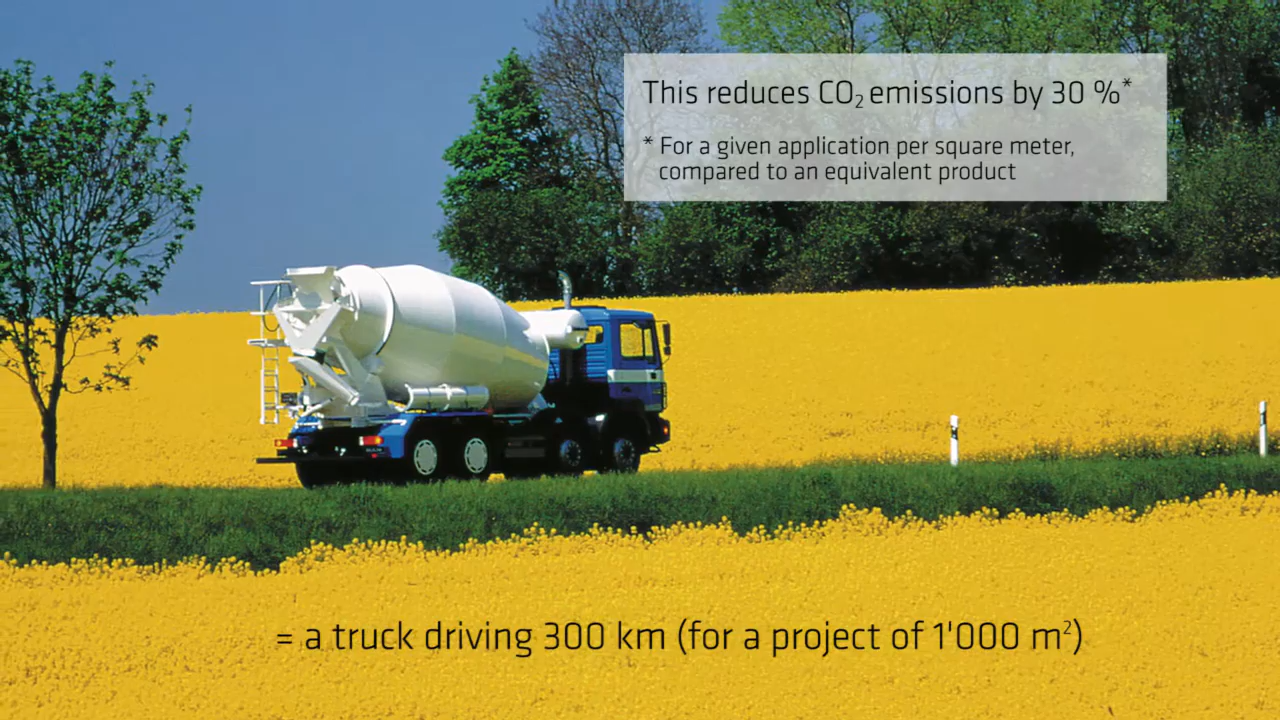 This reduces CO₂ emissions by 30 %*
* For a given application per square meter,
compared to an equivalent product
= a truck driving 300 km (for a project of 1'000 m²)